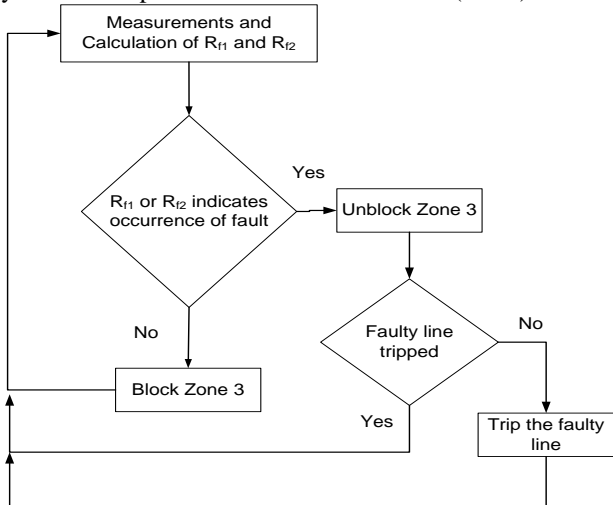 Measurements and
Calculation of Rf1 and Rf2
Yes
Rf1 or Rf2 indicates
occurrence of fault
Unblock Zone 3
No
Faulty line
tripped
No
Block Zone 3
Yes
Trip the faulty
line